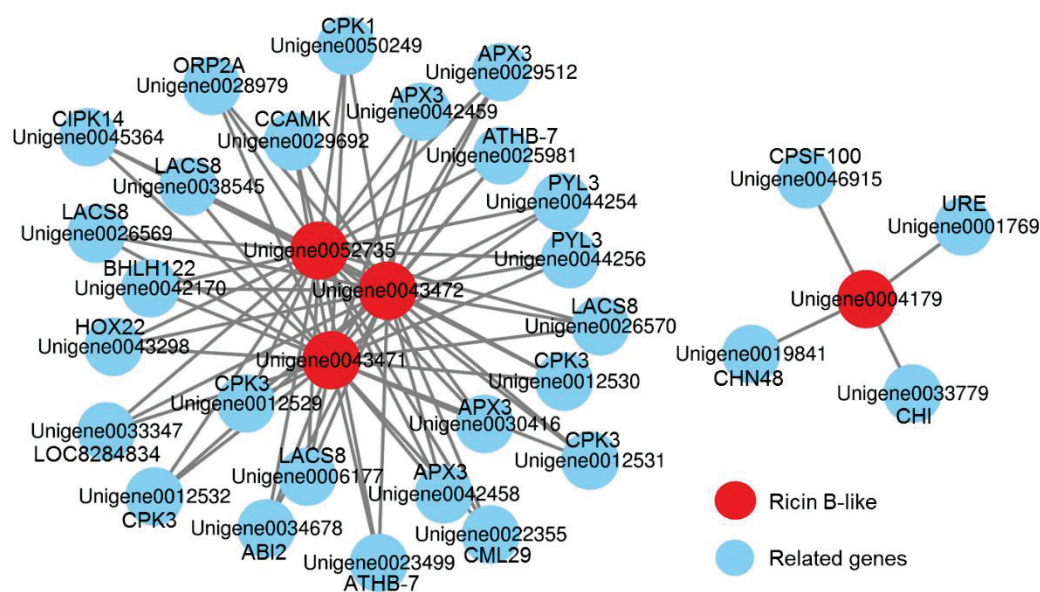 CPK1
Unigene0050249
APX3
Unigene0029512
ORP2A
Unigene0028979
APX3
Unigene0042459
CIPK14
Unigene0045364
CCAMK
Unigene0029692
ATHB-7
Unigene0025981
LACS8
Unigene0038545
PYL3
Unigene0044254
LACS8
Unigene0026569
PYL3
Unigene0044256
Unigene0052735
BHLH122
Unigene0042170
Unigene0043472
LACS8
Unigene0026570
HOX22
Unigene0043298
Unigene0043471
CPK3
Unigene0012530
CPK3
Unigene0012529
APX3
Unigene0030416
Unigene0033347
LOC8284834
CPK3
Unigene0012531
LACS8
Unigene0006177
APX3
Unigene0042458
Unigene0012532
CPK3
Unigene0034678
ABI2
Unigene0022355
CML29
Unigene0023499
ATHB-7
CPSF100
Unigene0046915
URE
Unigene0001769
Unigene0004179
Unigene0019841
CHN48
Unigene0033779
CHI
Ricin B-like
Related genes